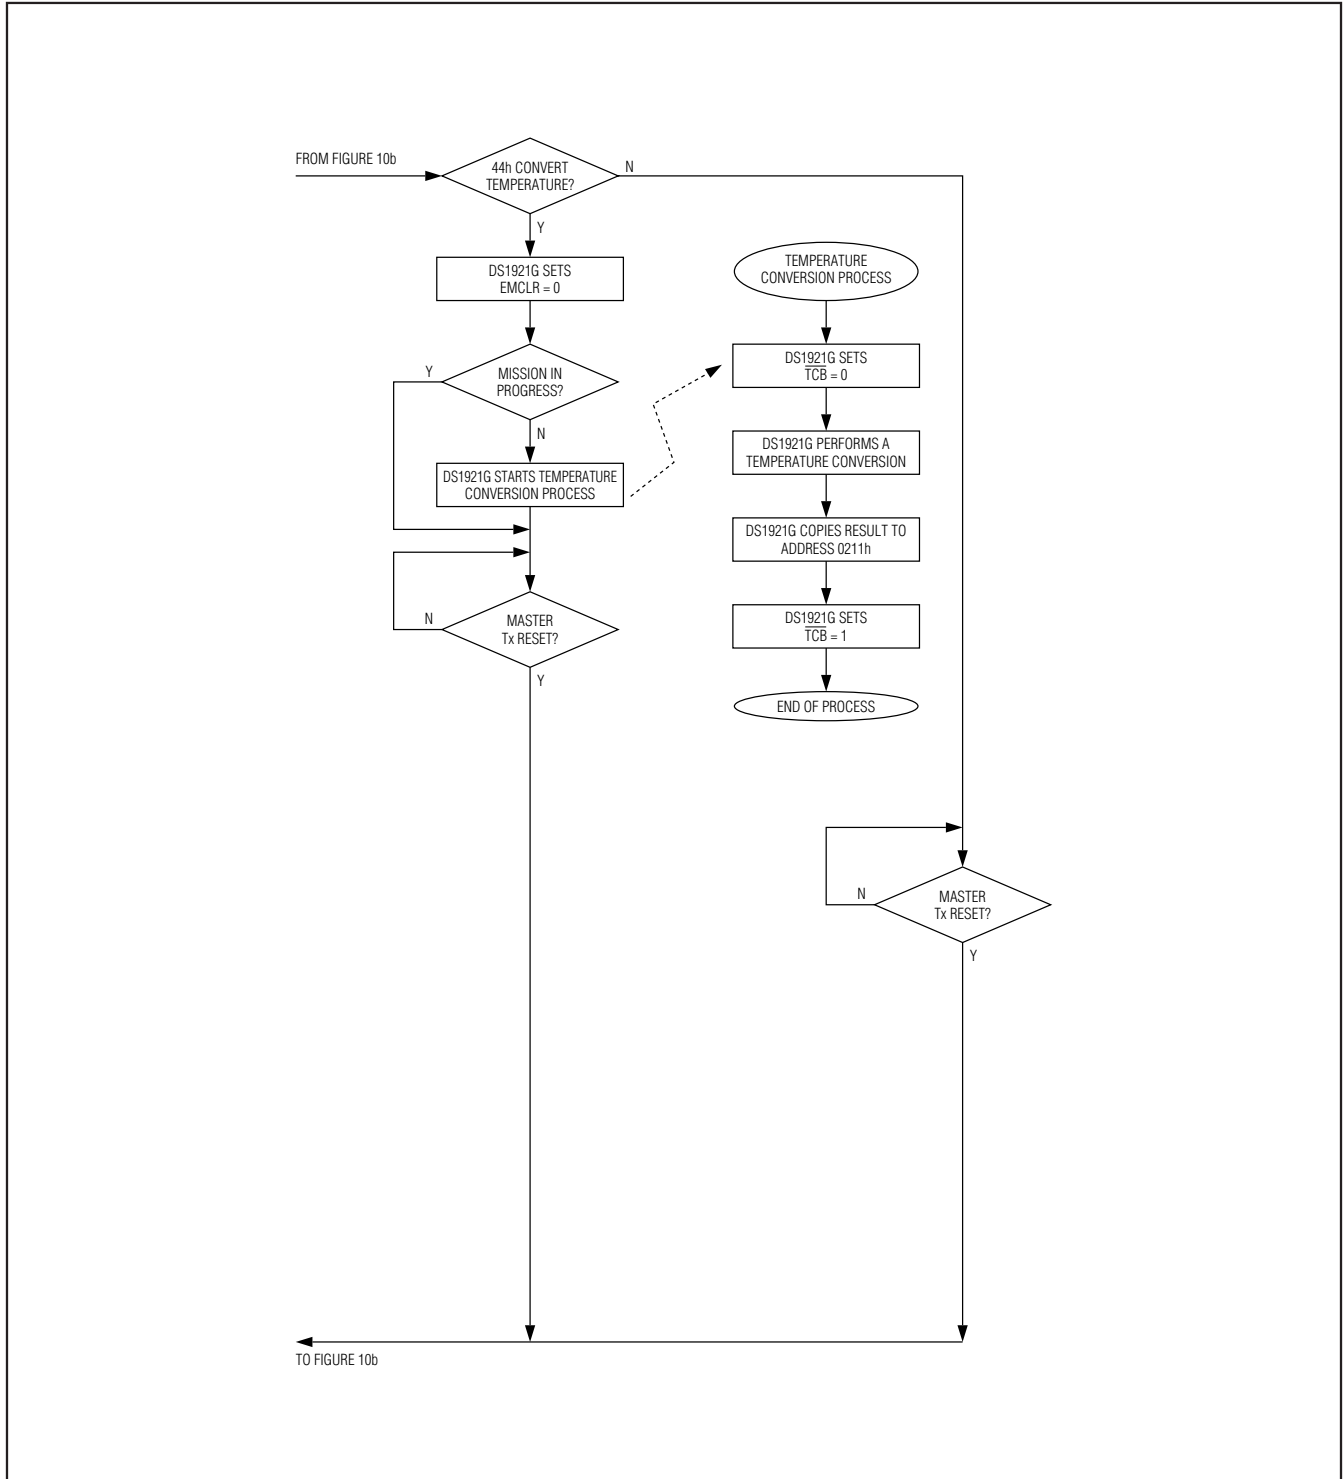 FROM FIGURE 10b
44h CONVERT
TEMPERATURE?
N
Y
DS1921G SETS
EMCLR = 0
MISSION IN
PROGRESS?
Y
N
DS1921G STARTS TEMPERATURE
CONVERSION PROCESS
MASTER
Tx RESET?
N
Y
TEMPERATURE
CONVERSION PROCESS
DS1921G SETS
T̅C̅B̅ = 0
DS1921G PERFORMS A
TEMPERATURE CONVERSION
DS1921G COPIES RESULT TO
ADDRESS 0211h
DS1921G SETS
T̅C̅B̅ = 1
END OF PROCESS
MASTER
Tx RESET?
N
Y
TO FIGURE 10b